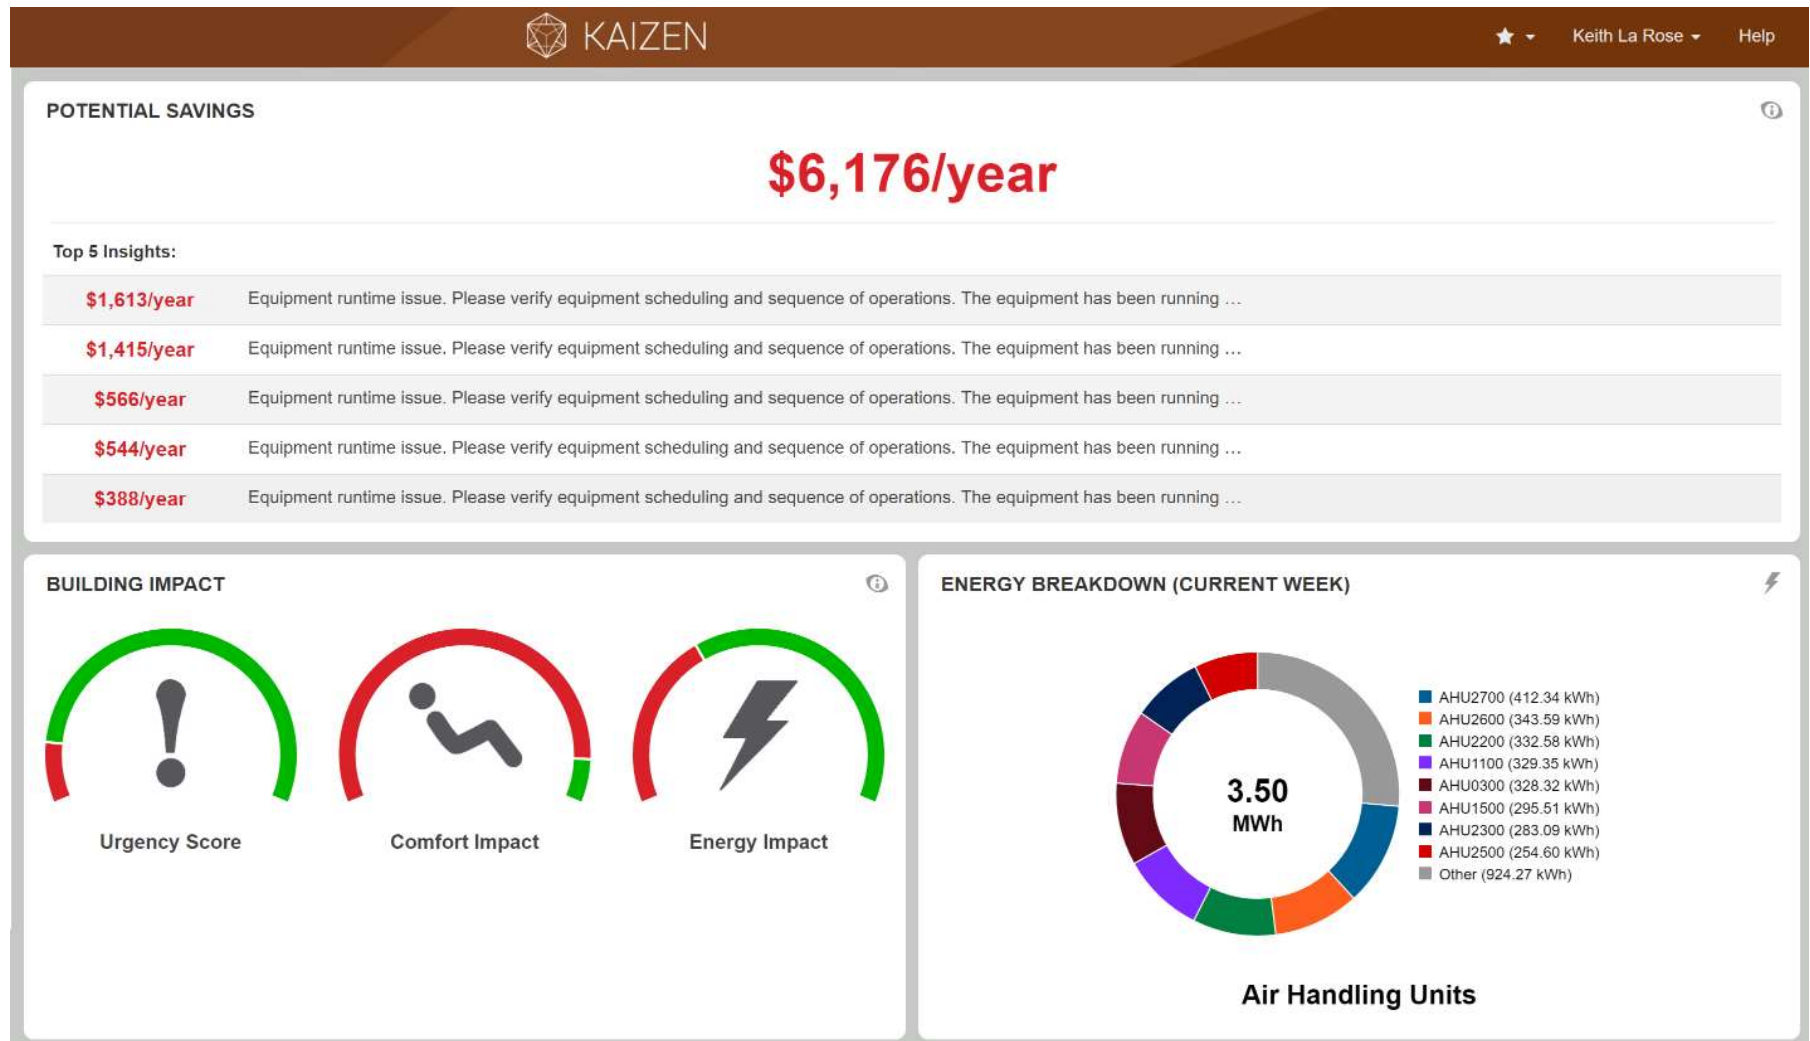 KAIZEN
Keith La Rose
Help
POTENTIAL SAVINGS
$6,176/year
Top 5 Insights:
$1,613/year Equipment runtime issue. Please verify equipment scheduling and sequence of operations. The equipment has been running ...
$1,415/year Equipment runtime issue. Please verify equipment scheduling and sequence of operations. The equipment has been running ...
$566/year Equipment runtime issue. Please verify equipment scheduling and sequence of operations. The equipment has been running ...
$544/year Equipment runtime issue. Please verify equipment scheduling and sequence of operations. The equipment has been running ...
$388/year Equipment runtime issue. Please verify equipment scheduling and sequence of operations. The equipment has been running ...
BUILDING IMPACT
Urgency Score
Comfort Impact
Energy Impact
ENERGY BREAKDOWN (CURRENT WEEK)
3.50
MWh
AHU2700 (412.34 kWh)
AHU2600 (343.59 kWh)
AHU2200 (332.58 kWh)
AHU1100 (329.35 kWh)
AHU0300 (328.32 kWh)
AHU1500 (295.51 kWh)
AHU2300 (283.09 kWh)
AHU2500 (254.60 kWh)
Other (924.27 kWh)
Air Handling Units